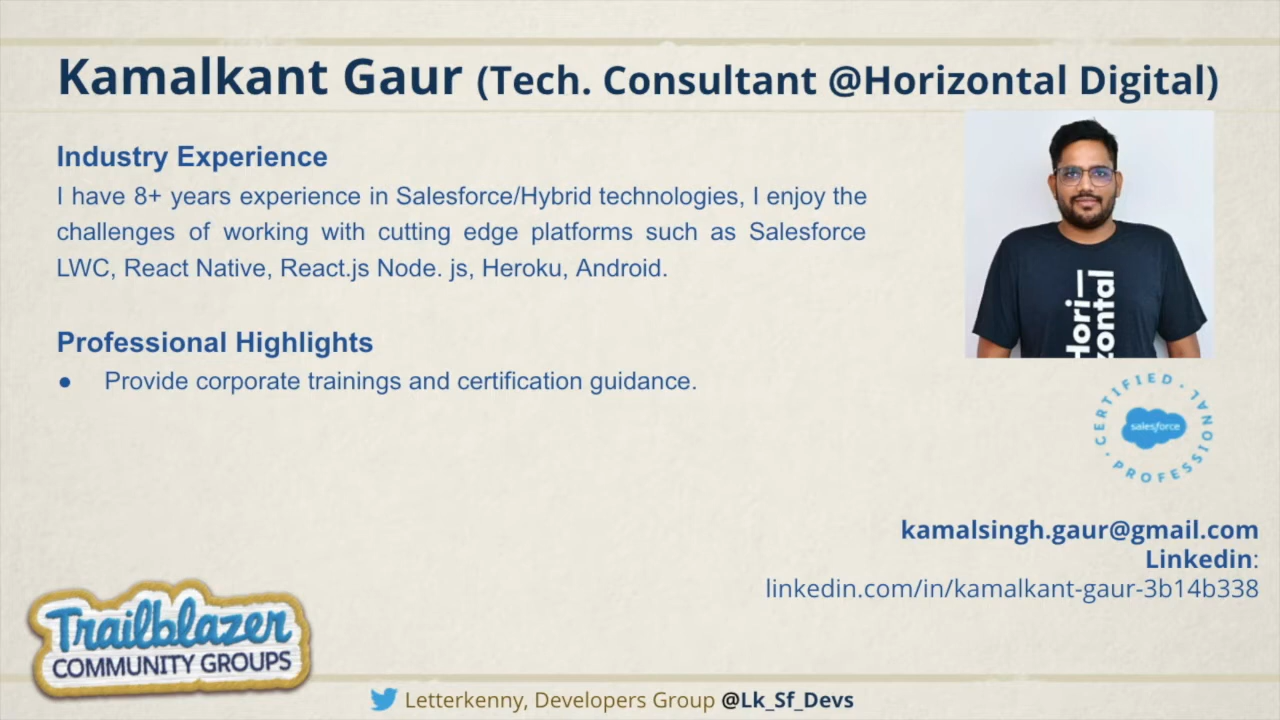 Kamalkant Gaur (Tech. Consultant @Horizontal Digital)
Industry Experience
I have 8+ years experience in Salesforce/Hybrid technologies, I enjoy the
challenges of working with cutting edge platforms such as Salesforce
LWC, React Native, React.js Node. js, Heroku, Android.
Professional Highlights
● Provide corporate trainings and certification guidance.
Hori—
zontal
CERTIFIED · PROFESSIONAL ·
salesforce
kamalsingh.gaur@gmail.com
Linkedin:
linkedin.com/in/kamalkant-gaur-3b14b338
Trailblazer
COMMUNITY GROUPS
Letterkenny, Developers Group @Lk_Sf_Devs